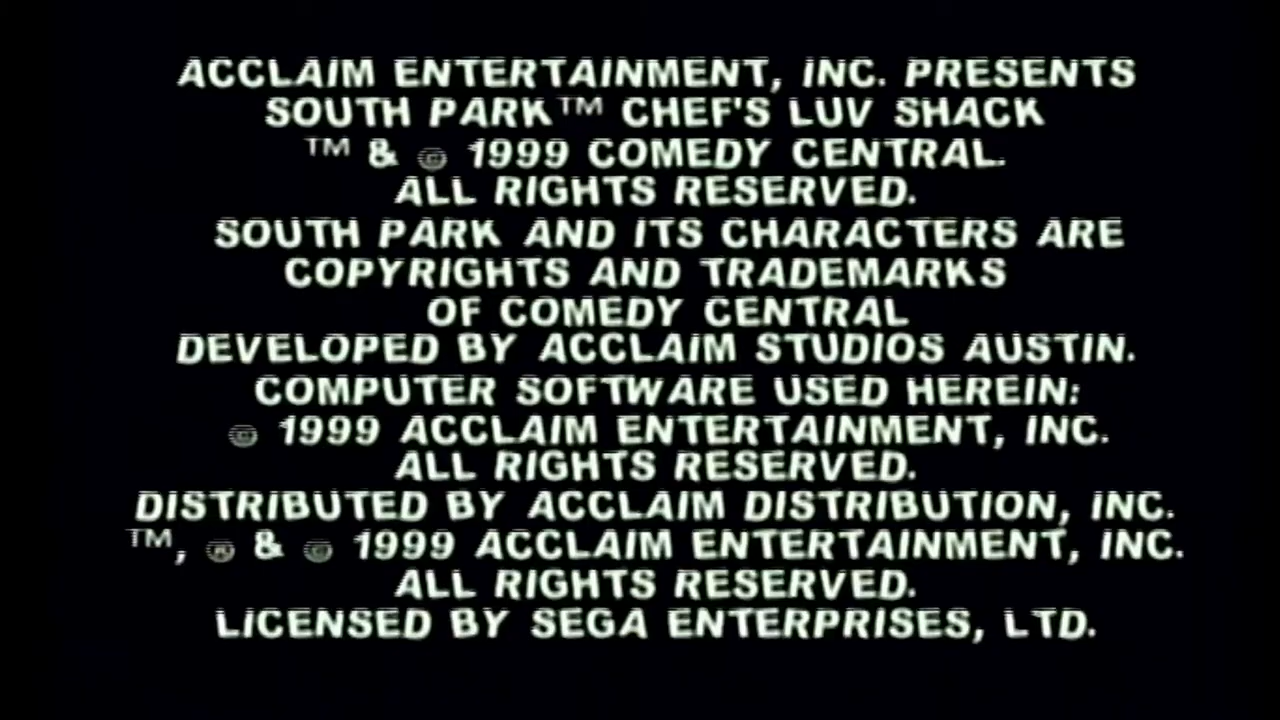 ACCLAIM ENTERTAINMENT, INC. PRESENTS
SOUTH PARK™ CHEF'S LUV SHACK
™ & © 1999 COMEDY CENTRAL.
ALL RIGHTS RESERVED.
SOUTH PARK AND ITS CHARACTERS ARE
COPYRIGHTS AND TRADEMARKS
OF COMEDY CENTRAL
DEVELOPED BY ACCLAIM STUDIOS AUSTIN.
COMPUTER SOFTWARE USED HEREIN:
© 1999 ACCLAIM ENTERTAINMENT, INC.
ALL RIGHTS RESERVED.
DISTRIBUTED BY ACCLAIM DISTRIBUTION, INC.
™, ® & © 1999 ACCLAIM ENTERTAINMENT, INC.
ALL RIGHTS RESERVED.
LICENSED BY SEGA ENTERPRISES, LTD.